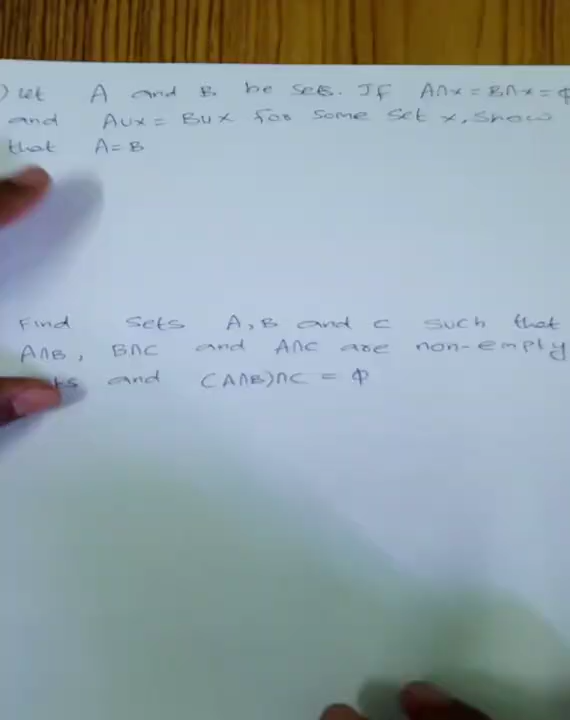 ) Let A and B be sets. If A∩x = B∩x = ϕ
and A∪x = B∪x for some set x, show
that A = B
Find sets A, B and c such that
A∩B, B∩C and A∩C are non-empty
and (A∩B)∩C = ϕ